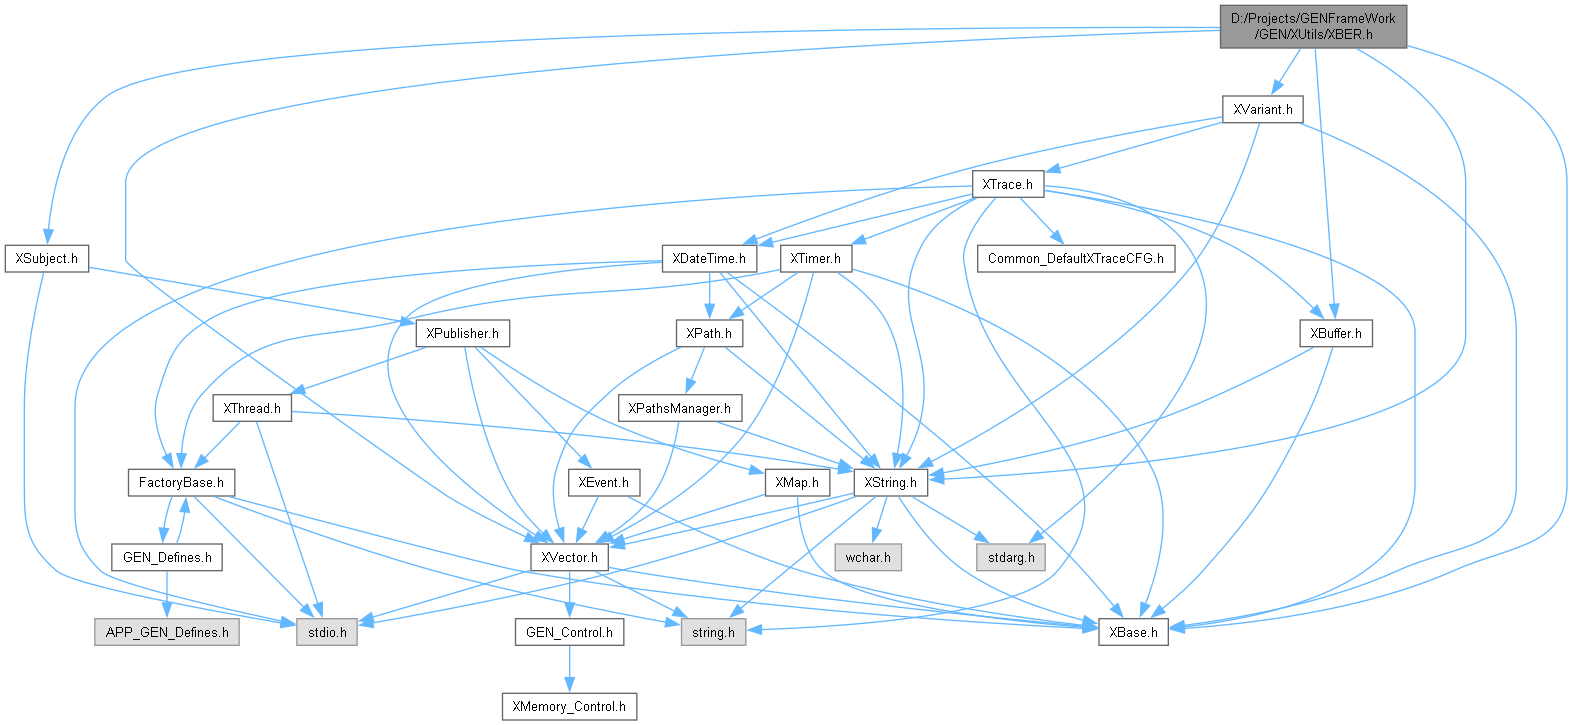 D:/Projects/GENFrameWork
/GEN/XUtils/XBER.h
XVariant.h
XTrace.h
XSubject.h
XDateTime.h
XTimer.h
Common_DefaultXTraceCFG.h
XPublisher.h
XPath.h
XBuffer.h
XThread.h
XPathsManager.h
FactoryBase.h
XEvent.h
XMap.h
XString.h
GEN_Defines.h
XVector.h
wchar.h
stdarg.h
APP_GEN_Defines.h
stdio.h
GEN_Control.h
string.h
XBase.h
XMemory_Control.h